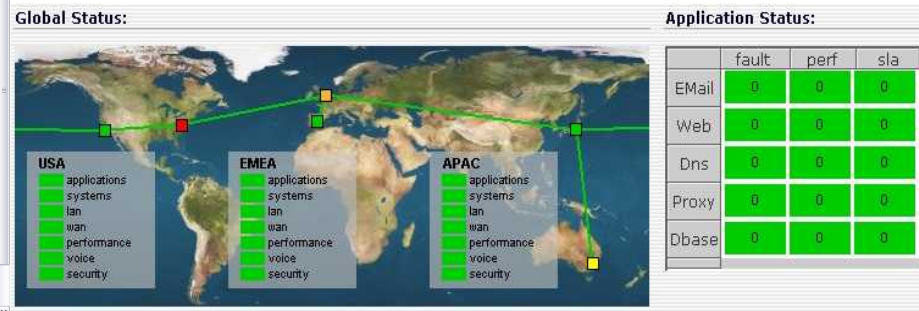 Global Status:
Application Status:
fault perf sla
EMail 0 0 0
Web 0 0 0
Dns 0 0 0
Proxy 0 0 0
Dbase 0 0 0
USA
applications
systems
lan
wan
performance
voice
security
EMEA
applications
systems
lan
wan
performance
voice
security
APAC
applications
systems
lan
wan
performance
voice
security